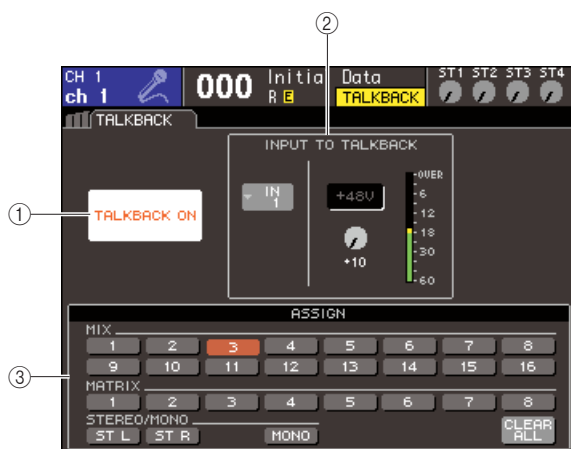 ②
CH 1
ch 1
000
Initia Data
R E TALKBACK
ST1 ST2 ST3 ST4
TALKBACK
INPUT TO TALKBACK
①
TALKBACK ON
IN
1
+48V
+10
OVER
6
12
18
30
60
③
ASSIGN
MIX
1 2 3 4 5 6 7 8
9 10 11 12 13 14 15 16
MATRIX
1 2 3 4 5 6 7 8
STEREO/MONO
ST L ST R MONO
CLEAR
ALL